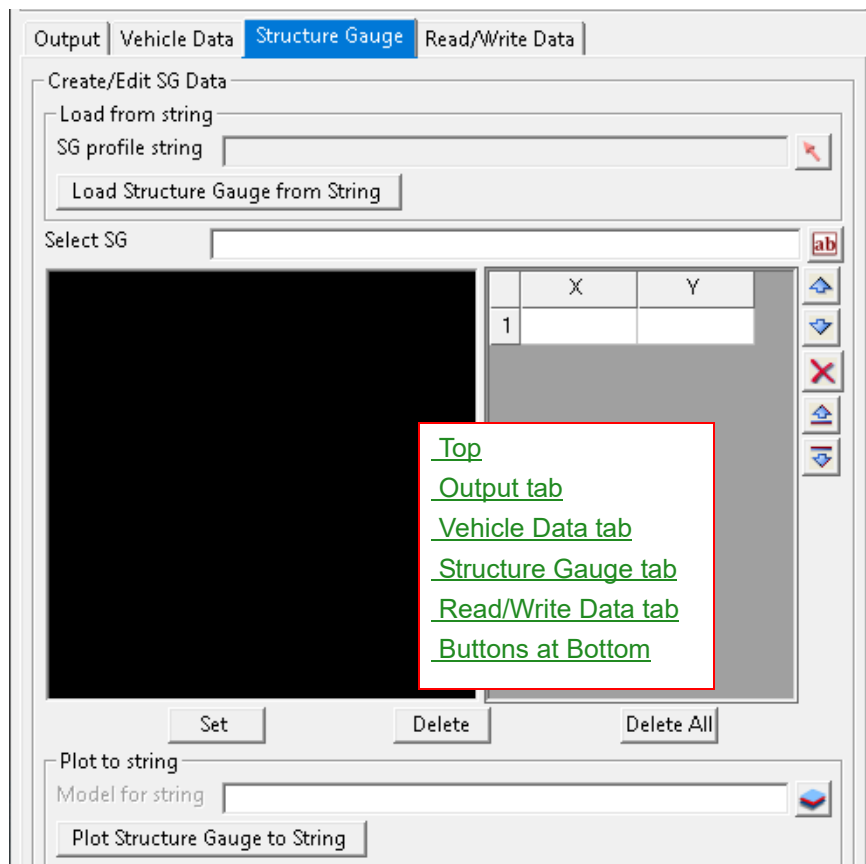 Output Vehicle Data Structure Gauge Read/Write Data
Create/Edit SG Data
Load from string
SG profile string
Load Structure Gauge from String
Select SG
ab
X Y
1
Top
Output tab
Vehicle Data tab
Structure Gauge tab
Read/Write Data tab
Buttons at Bottom
Set Delete Delete All
Plot to string
Model for string
Plot Structure Gauge to String